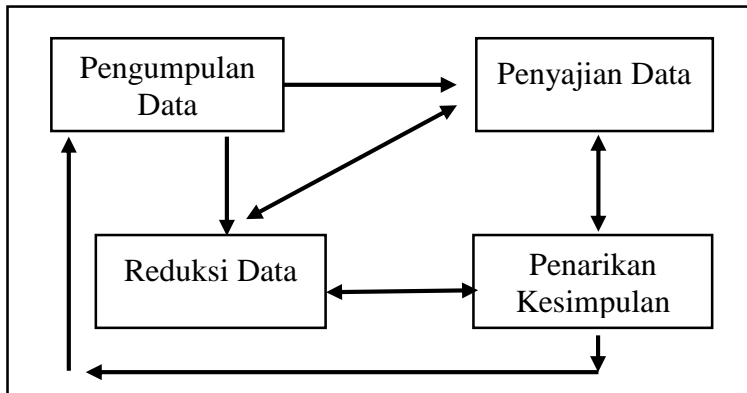 Pengumpulan
Data
Penyajian Data
Reduksi Data
Penarikan
Kesimpulan